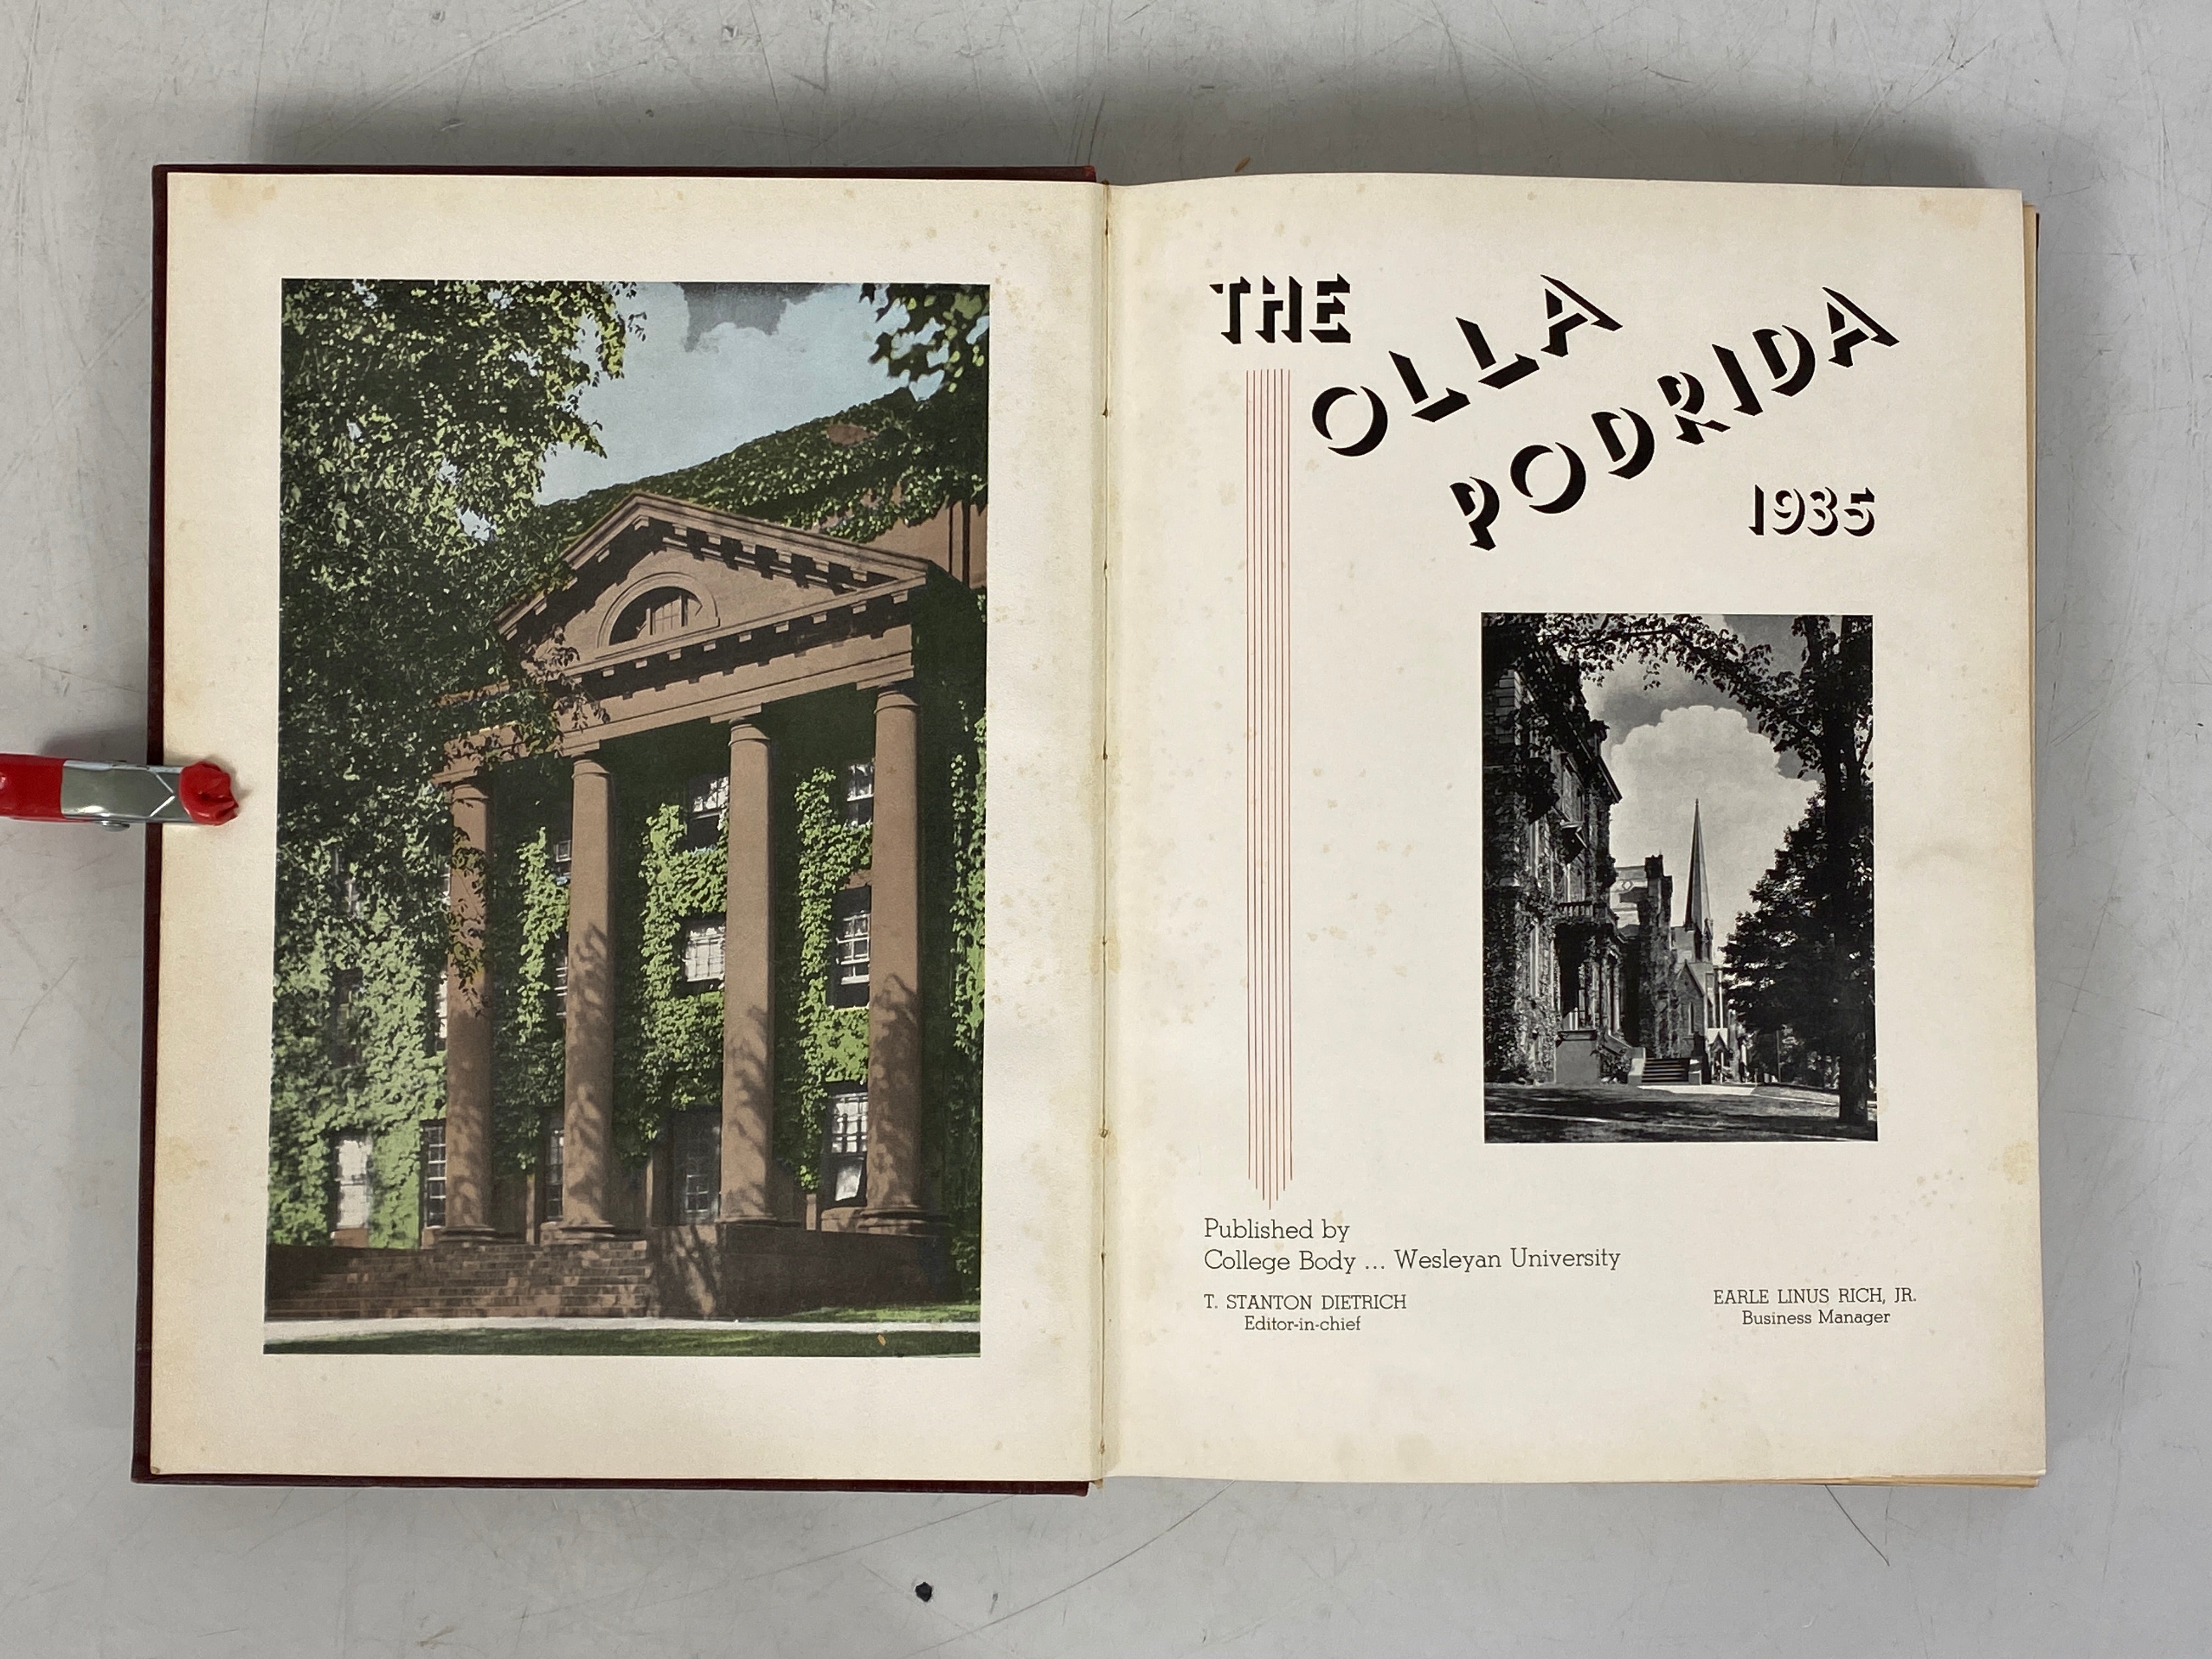 THE
OLLA
PODRIDA
1935
Published by
College Body ... Wesleyan University
T. STANTON DIETRICH
Editor-in-chief
EARLE LINUS RICH, JR.
Business Manager